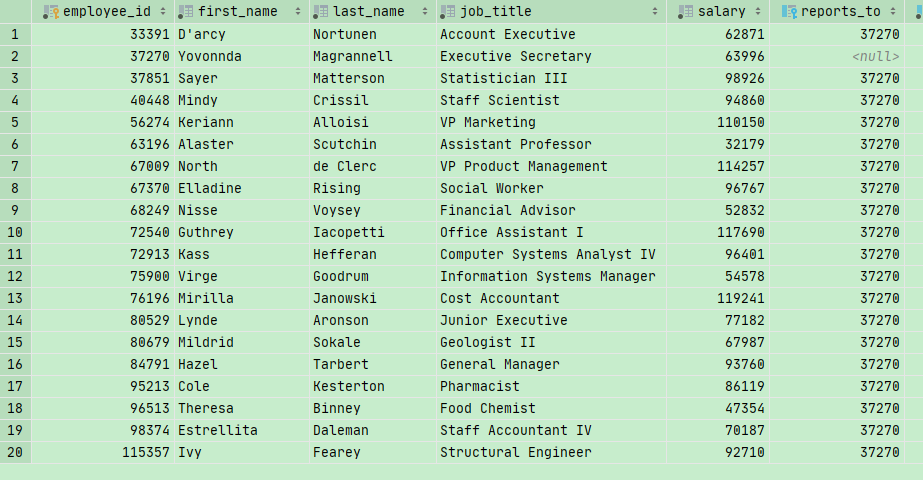 employee_id first_name last_name job_title salary reports_to
1 33391 D'arcy Nortunen Account Executive 62871 37270
2 37270 Yovonnda Magrannell Executive Secretary 63996 <null>
3 37851 Sayer Matterson Statistician III 98926 37270
4 40448 Mindy Crissil Staff Scientist 94860 37270
5 56274 Keriann Alloisi VP Marketing 110150 37270
6 63196 Alaster Scutchin Assistant Professor 32179 37270
7 67009 North de Clerc VP Product Management 114257 37270
8 67370 Elladine Rising Social Worker 96767 37270
9 68249 Nisse Voysey Financial Advisor 52832 37270
10 72540 Guthrey Iacopetti Office Assistant I 117690 37270
11 72913 Kass Hefferan Computer Systems Analyst IV 96401 37270
12 75900 Virge Goodrum Information Systems Manager 54578 37270
13 76196 Mirilla Janowski Cost Accountant 119241 37270
14 80529 Lynde Aronson Junior Executive 77182 37270
15 80679 Mildrid Sokale Geologist II 67987 37270
16 84791 Hazel Tarbert General Manager 93760 37270
17 95213 Cole Kesterton Pharmacist 86119 37270
18 96513 Theresa Binney Food Chemist 47354 37270
19 98374 Estrellita Daleman Staff Accountant IV 70187 37270
20 115357 Ivy Fearey Structural Engineer 92710 37270